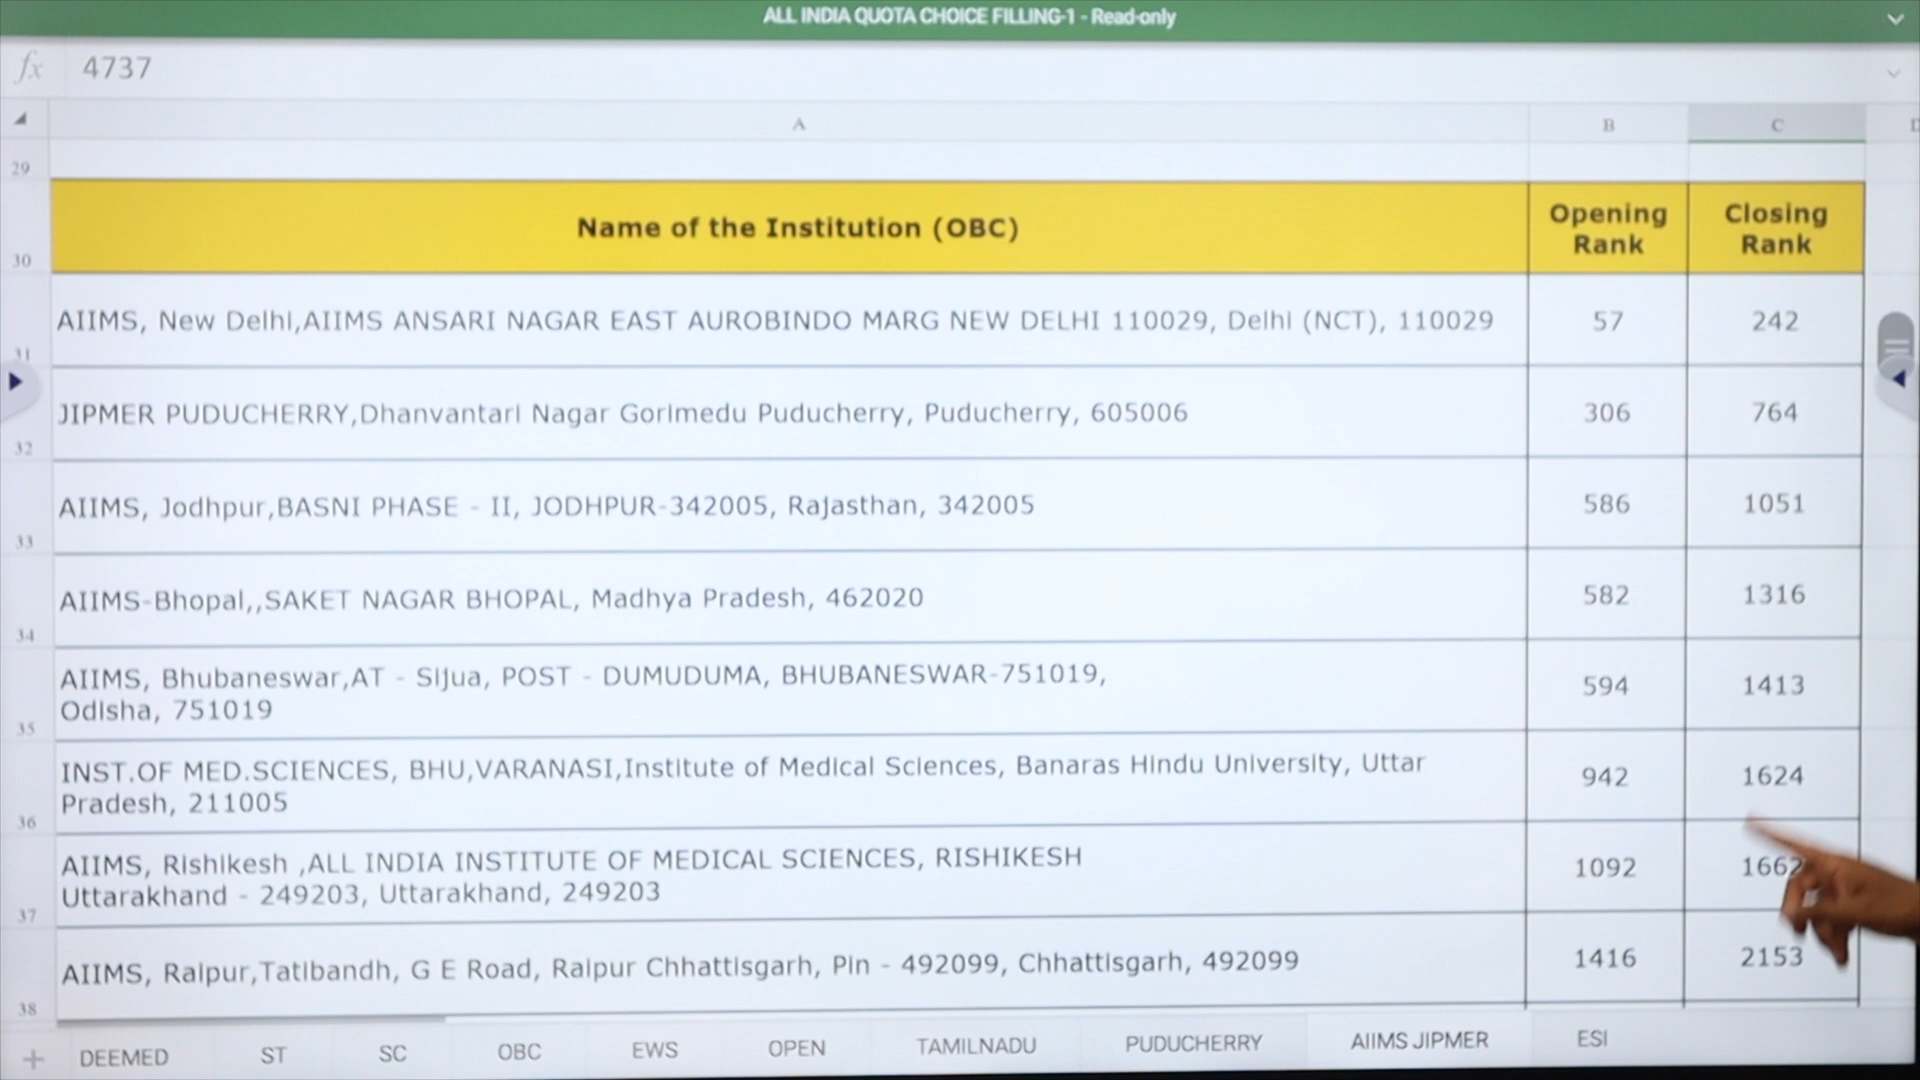 ALL INDIA QUOTA CHOICE FILLING-1 - Read-only
fx 4737
A B C D
29
30 Name of the Institution (OBC) Opening Rank Closing Rank
31 AIIMS, New Delhi,AIIMS ANSARI NAGAR EAST AUROBINDO MARG NEW DELHI 110029, Delhi (NCT), 110029 57 242
32 JIPMER PUDUCHERRY,Dhanvantari Nagar Gorimedu Puducherry, Puducherry, 605006 306 764
33 AIIMS, Jodhpur,BASNI PHASE - II, JODHPUR-342005, Rajasthan, 342005 586 1051
34 AIIMS-Bhopal,,SAKET NAGAR BHOPAL, Madhya Pradesh, 462020 582 1316
35 AIIMS, Bhubaneswar,AT - Sijua, POST - DUMUDUMA, BHUBANESWAR-751019,
Odisha, 751019 594 1413
36 INST.OF MED.SCIENCES, BHU,VARANASI,Institute of Medical Sciences, Banaras Hindu University, Uttar
Pradesh, 211005 942 1624
37 AIIMS, Rishikesh ,ALL INDIA INSTITUTE OF MEDICAL SCIENCES, RISHIKESH
Uttarakhand - 249203, Uttarakhand, 249203 1092 1662
38 AIIMS, Raipur,Tatibandh, G E Road, Raipur Chhattisgarh, Pin - 492099, Chhattisgarh, 492099 1416 2153
+ DEEMED ST SC OBC EWS OPEN TAMILNADU PUDUCHERRY AIIMS JIPMER ESI